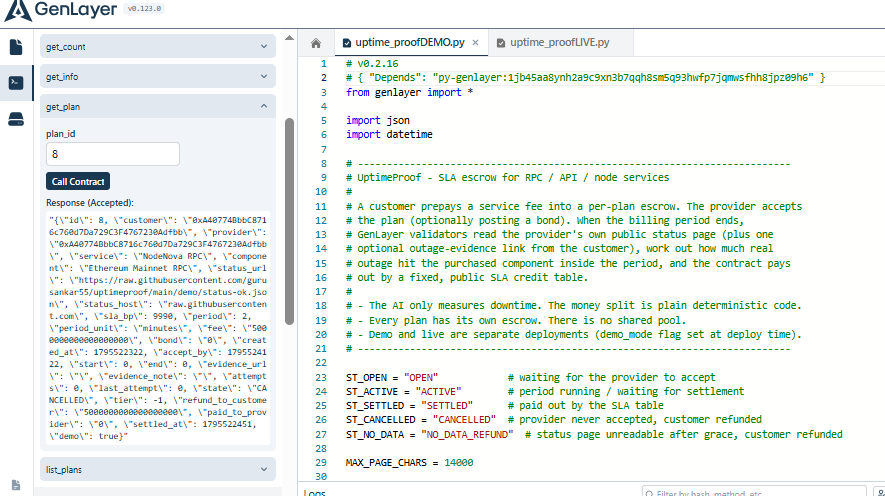 GenLayer v0.123.0
get_count
get_info
get_plan
plan_id
8
Call Contract
Response (Accepted):
"{\"id\": 8, \"customer\": \"0xA40774BbbC871
6c760d7Da729C3F4767230Adfbb\", \"provider\":
\"0xA40774BbbC8716c760d7Da729C3F4767230Adfbb
\", \"service\": \"NodeNova RPC\", \"compone
nt\": \"Ethereum Mainnet RPC\", \"status_url
\": \"https://raw.githubusercontent.com/guru
sankar55/uptimeproof/main/demo/status-ok.jso
n\", \"status_host\": \"raw.githubuserconten
t.com\", \"sla_bp\": 9990, \"period\": 2, \
"period_unit\": \"minutes\", \"fee\": \"500
0000000000000000\", \"bond\": \"0\", \"creat
ed_at\": 1795522322, \"accept_by\": 17955241
22, \"start\": 0, \"end\": 0, \"evidence_url
\": \"\", \"evidence_note\": \"\", \"attempt
s\": 0, \"last_attempt\": 0, \"state\": \"CA
NCELLED\", \"tier\": -1, \"refund_to_custome
r\": \"5000000000000000000\", \"paid_to_prov
ider\": \"0\", \"settled_at\": 1795522451,
\"demo\": true}"
list_plans
uptime_proofDEMO.py ×
uptime_proofLIVE.py
1 # v0.2.16
2 # { "Depends": "py-genlayer:1jb45aa8ynh2a9c9xn3b7qqh8sm5q93hwfp7jqmwsfhh8jpz09h6" }
3 from genlayer import *
4
5 import json
6 import datetime
7
8 # ---------------------------------------------------------------------------
9 # UptimeProof - SLA escrow for RPC / API / node services
10 #
11 # A customer prepays a service fee into a per-plan escrow. The provider accepts
12 # the plan (optionally posting a bond). When the billing period ends,
13 # GenLayer validators read the provider's own public status page (plus one
14 # optional outage-evidence link from the customer), work out how much real
15 # outage hit the purchased component inside the period, and the contract pays
16 # out by a fixed, public SLA credit table.
17 #
18 # - The AI only measures downtime. The money split is plain deterministic code.
19 # - Every plan has its own escrow. There is no shared pool.
20 # - Demo and live are separate deployments (demo_mode flag set at deploy time).
21 # ---------------------------------------------------------------------------
22
23 ST_OPEN = "OPEN" # waiting for the provider to accept
24 ST_ACTIVE = "ACTIVE" # period running / waiting for settlement
25 ST_SETTLED = "SETTLED" # paid out by the SLA table
26 ST_CANCELLED = "CANCELLED" # provider never accepted, customer refunded
27 ST_NO_DATA = "NO_DATA_REFUND" # status page unreadable after grace, customer refunded
28
29 MAX_PAGE_CHARS = 14000
30
Logs
Filter by hash, method, etc.